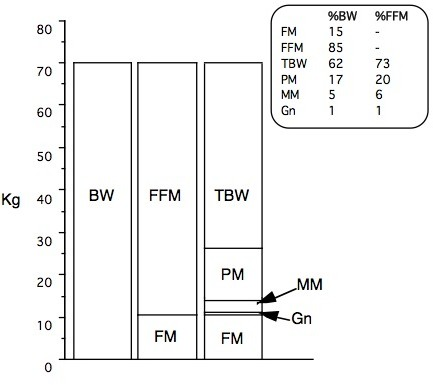 %BW %FFM
FM 15 -
FFM 85 -
TBW 62 73
PM 17 20
MM 5 6
Gn 1 1
80
70
60
50
40
30
20
10
0
Kg
BW
FFM
FM
TBW
PM
FM
MM
Gn